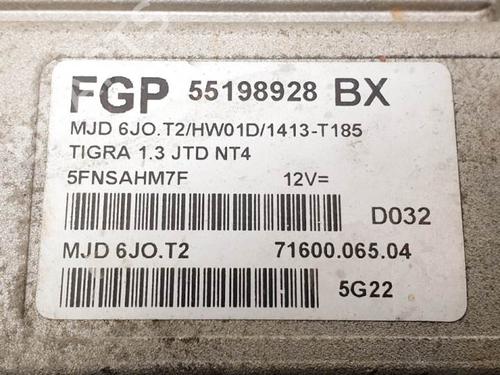 FGP 55198928 BX
MJD 6JO.T2/HW01D/1413-T185
TIGRA 1.3 JTD NT4
5FNSAHM7F 12V=
D032
MJD 6JO.T2 71600.065.04
5G22